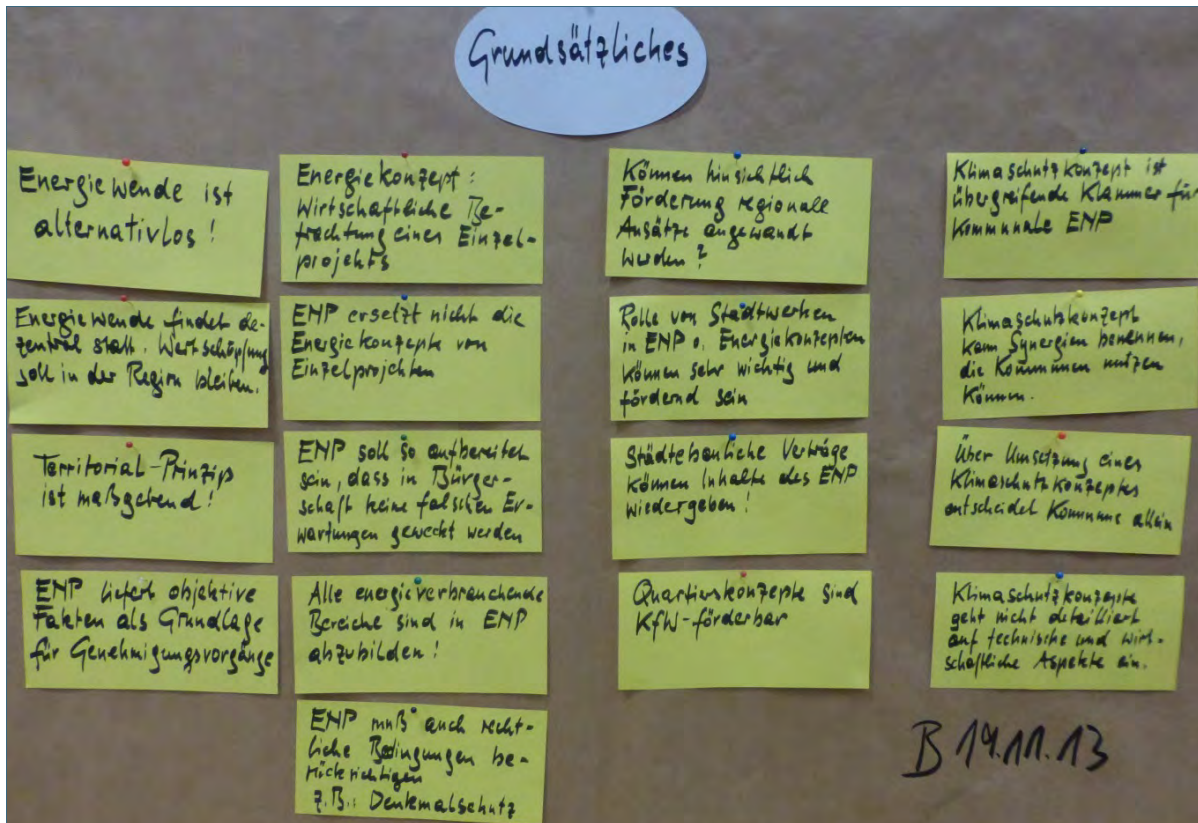 Grundsätzliches
Energiewende ist
alternativlos!
Energiewende findet de-
zentral statt. Wertschöpfung
soll in der Region bleiben.
Territorial-Prinzip
ist maßgebend!
ENP liefert objektive
Fakten als Grundlage
für Genehmigungsvorgänge
Energiekonzept:
Wirtschaftliche Be-
trachtung eines Einzel-
projekts
ENP ersetzt nicht die
Energiekonzepte von
Einzelprojekten
ENP soll so aufbereitet
sein, dass in Bürger-
schaft keine falschen Er-
wartungen geweckt werden
Alle energieverbrauchende
Bereiche sind in ENP
abzubilden!
ENP muß auch recht-
liche Bedingungen be-
rücksichtigen
z.B.: Denkmalschutz
Können hinsichtlich
Förderung regionale
Ansätze angewandt
werden?
Rolle von Stadtwerken
in ENP o. Energiekonzepten
können sehr wichtig und
fördernd sein
Städtebauliche Verträge
können Inhalte des ENP
wiedergeben!
Quartierskonzepte sind
KfW-förderbar
Klimaschutzkonzept ist
übergreifende Klammer für
kommunale ENP
Klimaschutzkonzept
kann Synergien benennen,
die Kommunen nutzen
können.
Über Umsetzung eines
Klimaschutzkonzeptes
entscheidet Kommune allein
Klimaschutzkonzepte
geht nicht detailliert
auf technische und wirt-
schaftliche Aspekte ein.
B 19.11.13